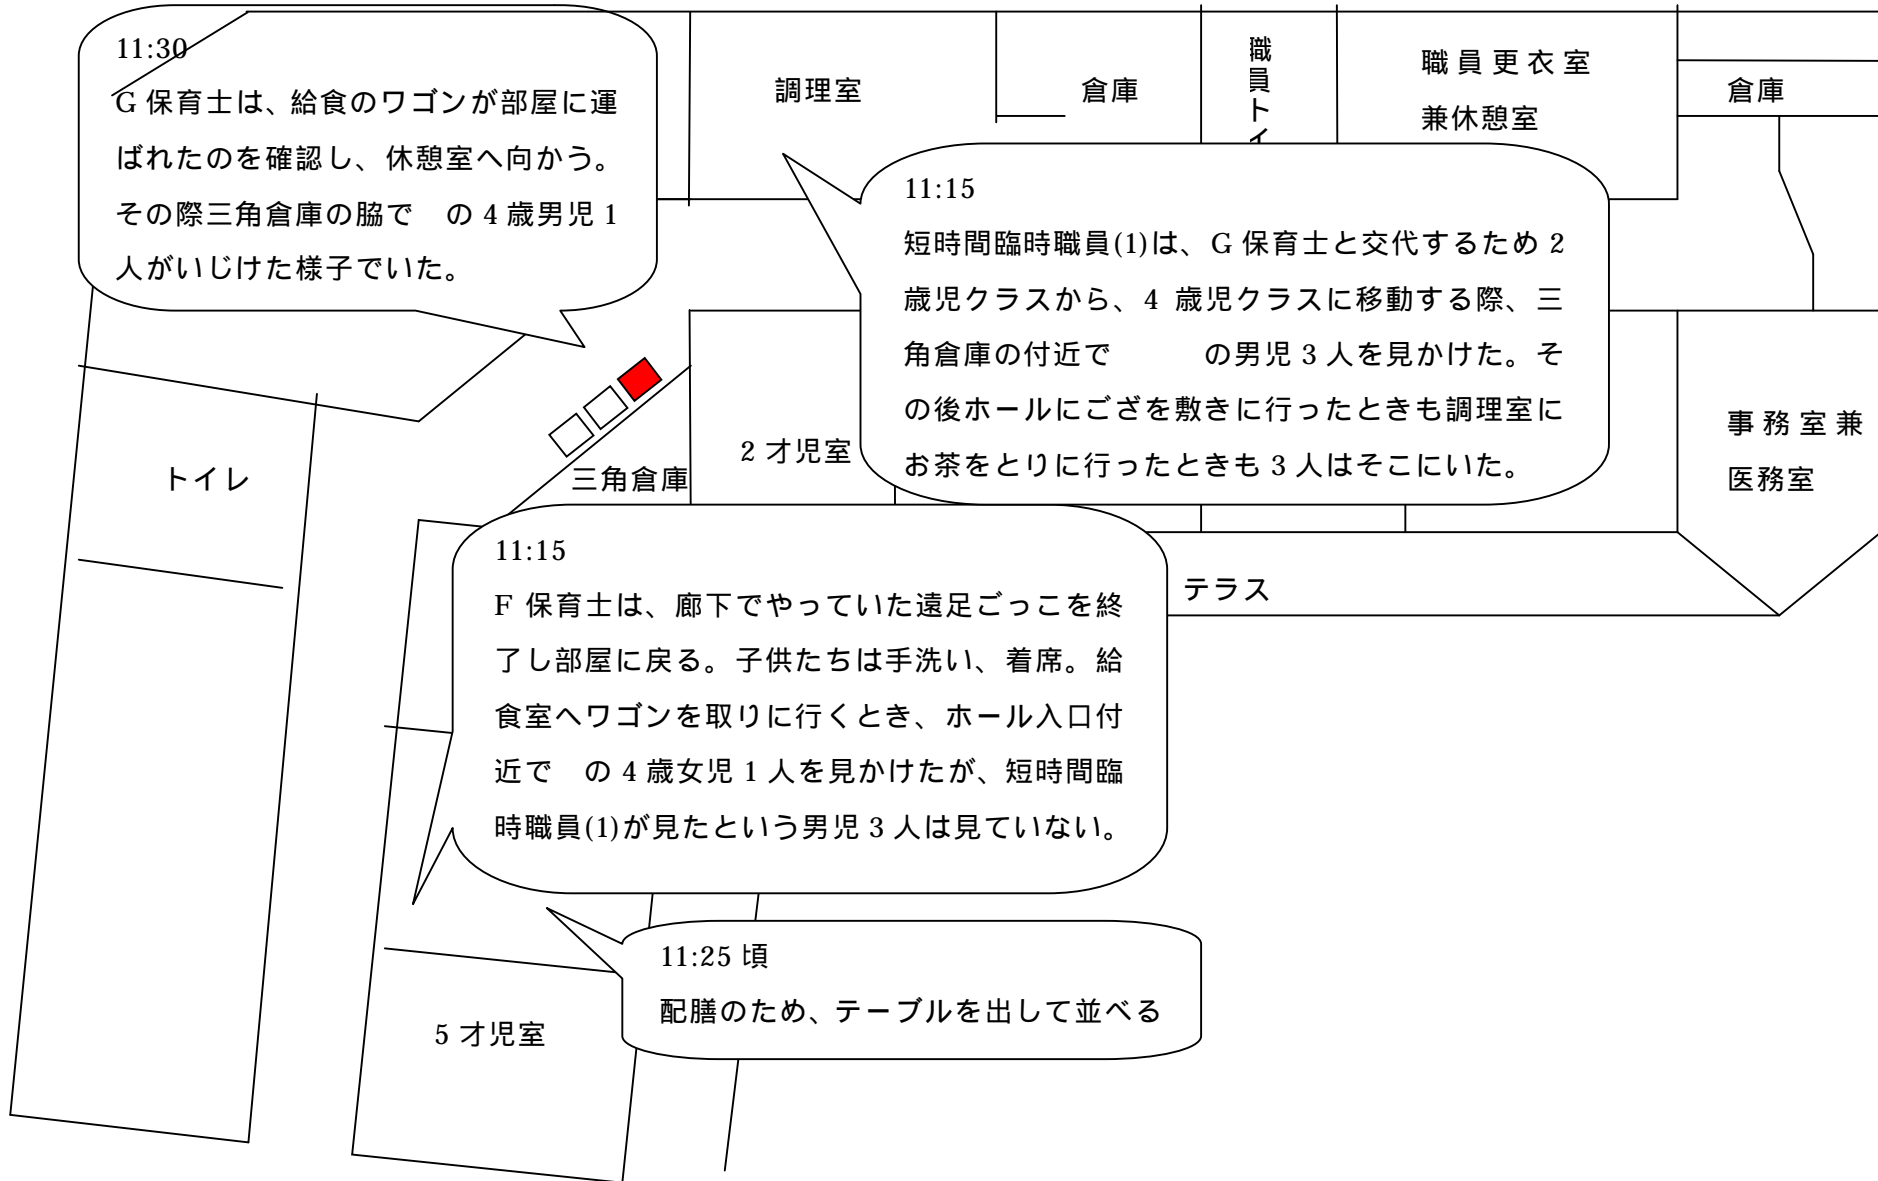 11:30
G 保育士は、給食のワゴンが部屋に運
ばれたのを確認し、休憩室へ向かう。
その際三角倉庫の脇で　の 4 歳男児 1
人がいじけた様子でいた。
調理室
倉庫
職員トイ
職員更衣室
兼休憩室
倉庫
11:15
短時間臨時職員(1)は、G 保育士と交代するため 2
歳児クラスから、4 歳児クラスに移動する際、三
角倉庫の付近で　　　の男児 3 人を見かけた。そ
の後ホールにござを敷きに行ったときも調理室に
お茶をとりに行ったときも 3 人はそこにいた。
トイレ
三角倉庫
2 才児室
事務室兼
医務室
11:15
F 保育士は、廊下でやっていた遠足ごっこを終
了し部屋に戻る。子供たちは手洗い、着席。給
食室へワゴンを取りに行くとき、ホール入口付
近で　の 4 歳女児 1 人を見かけたが、短時間臨
時職員(1)が見たという男児 3 人は見ていない。
テラス
11:25 頃
配膳のため、テーブルを出して並べる
5 才児室